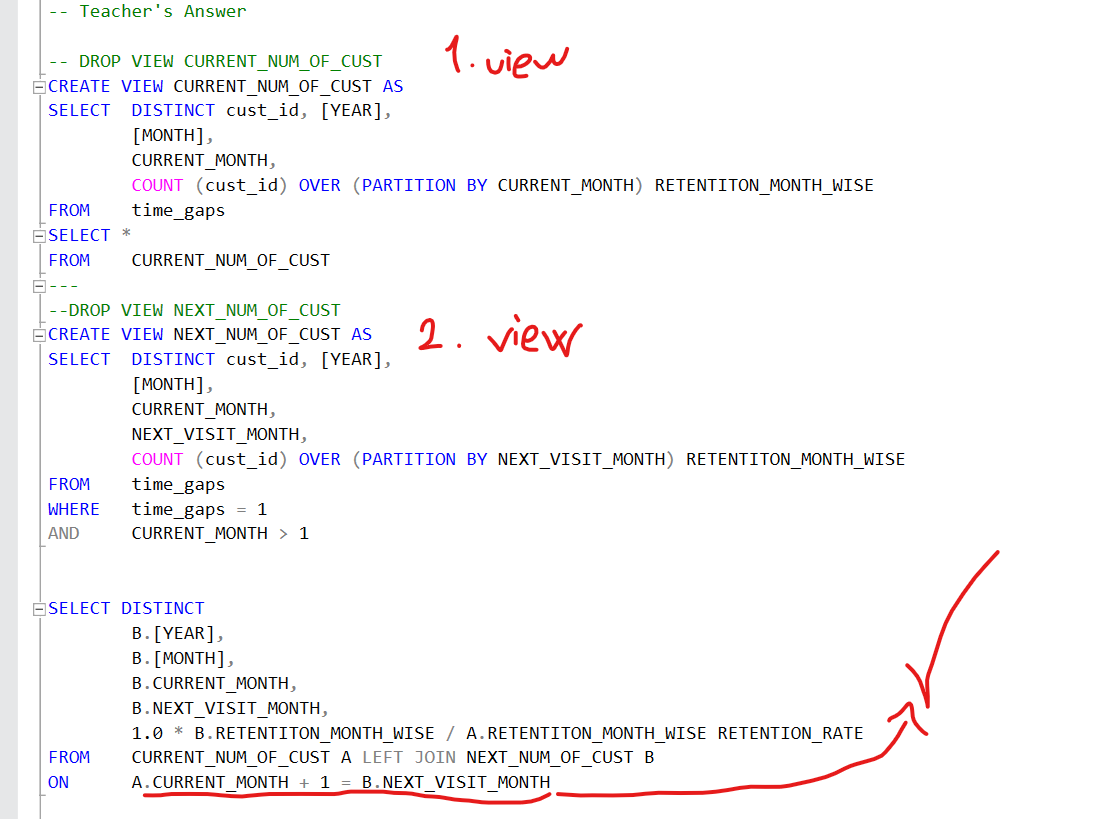 -- Teacher's Answer
-- DROP VIEW CURRENT_NUM_OF_CUST
1. view
CREATE VIEW CURRENT_NUM_OF_CUST AS
SELECT  DISTINCT cust_id, [YEAR],
        [MONTH],
        CURRENT_MONTH,
        COUNT (cust_id) OVER (PARTITION BY CURRENT_MONTH) RETENTITON_MONTH_WISE
FROM    time_gaps
SELECT *
FROM    CURRENT_NUM_OF_CUST
---
--DROP VIEW NEXT_NUM_OF_CUST
CREATE VIEW NEXT_NUM_OF_CUST AS
2. view
SELECT  DISTINCT cust_id, [YEAR],
        [MONTH],
        CURRENT_MONTH,
        NEXT_VISIT_MONTH,
        COUNT (cust_id) OVER (PARTITION BY NEXT_VISIT_MONTH) RETENTITON_MONTH_WISE
FROM    time_gaps
WHERE   time_gaps = 1
AND     CURRENT_MONTH > 1
SELECT DISTINCT
        B.[YEAR],
        B.[MONTH],
        B.CURRENT_MONTH,
        B.NEXT_VISIT_MONTH,
        1.0 * B.RETENTITON_MONTH_WISE / A.RETENTITON_MONTH_WISE RETENTION_RATE
FROM    CURRENT_NUM_OF_CUST A LEFT JOIN NEXT_NUM_OF_CUST B
ON      A.CURRENT_MONTH + 1 = B.NEXT_VISIT_MONTH